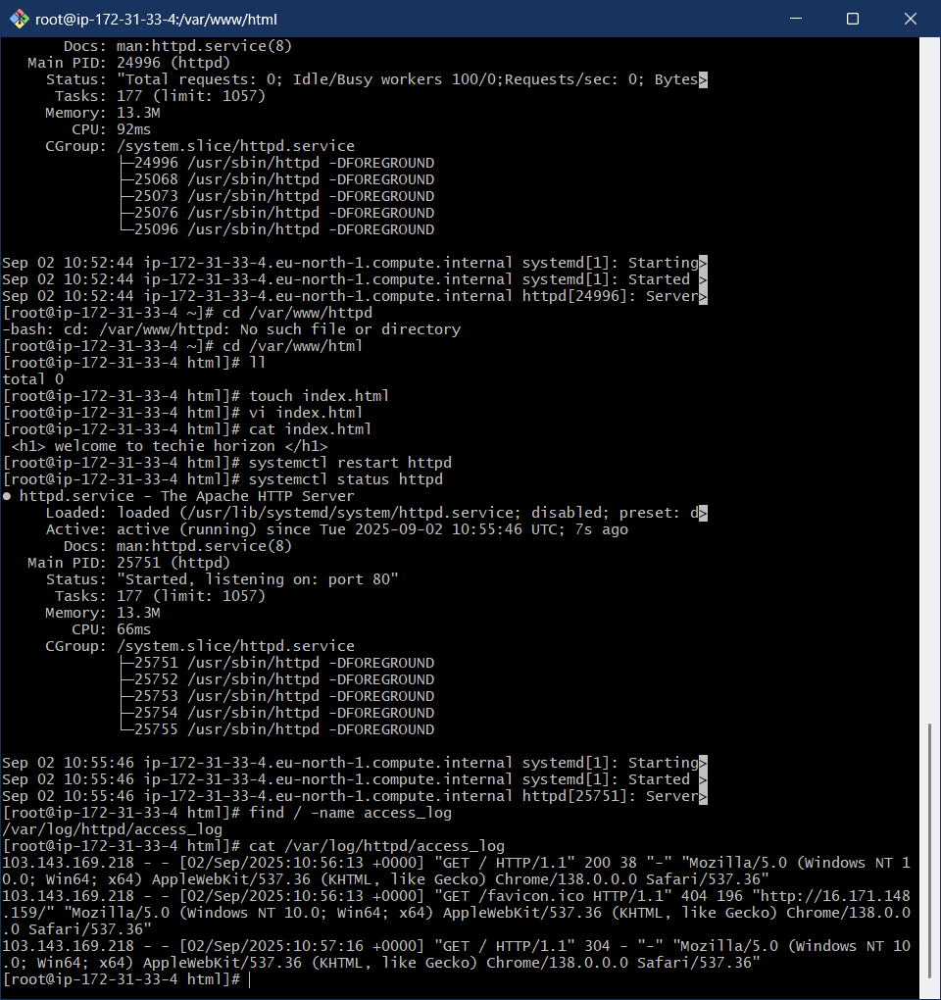 root@ip-172-31-33-4:/var/www/html
Docs: man:httpd.service(8)
Main PID: 24996 (httpd)
Status: "Total requests: 0; Idle/Busy workers 100/0;Requests/sec: 0; Bytes>
Tasks: 177 (limit: 1057)
Memory: 13.3M
CPU: 92ms
CGroup: /system.slice/httpd.service
├─24996 /usr/sbin/httpd -DFOREGROUND
├─25068 /usr/sbin/httpd -DFOREGROUND
├─25073 /usr/sbin/httpd -DFOREGROUND
├─25076 /usr/sbin/httpd -DFOREGROUND
└─25096 /usr/sbin/httpd -DFOREGROUND
Sep 02 10:52:44 ip-172-31-33-4.eu-north-1.compute.internal systemd[1]: Starting>
Sep 02 10:52:44 ip-172-31-33-4.eu-north-1.compute.internal systemd[1]: Started >
Sep 02 10:52:44 ip-172-31-33-4.eu-north-1.compute.internal httpd[24996]: Server>
[root@ip-172-31-33-4 ~]# cd /var/www/httpd
-bash: cd: /var/www/httpd: No such file or directory
[root@ip-172-31-33-4 ~]# cd /var/www/html
[root@ip-172-31-33-4 html]# ll
total 0
[root@ip-172-31-33-4 html]# touch index.html
[root@ip-172-31-33-4 html]# vi index.html
[root@ip-172-31-33-4 html]# cat index.html
<h1> welcome to techie horizon </h1>
[root@ip-172-31-33-4 html]# systemctl restart httpd
[root@ip-172-31-33-4 html]# systemctl status httpd
● httpd.service - The Apache HTTP Server
Loaded: loaded (/usr/lib/systemd/system/httpd.service; disabled; preset: d>
Active: active (running) since Tue 2025-09-02 10:55:46 UTC; 7s ago
Docs: man:httpd.service(8)
Main PID: 25751 (httpd)
Status: "Started, listening on: port 80"
Tasks: 177 (limit: 1057)
Memory: 13.3M
CPU: 66ms
CGroup: /system.slice/httpd.service
├─25751 /usr/sbin/httpd -DFOREGROUND
├─25752 /usr/sbin/httpd -DFOREGROUND
├─25753 /usr/sbin/httpd -DFOREGROUND
├─25754 /usr/sbin/httpd -DFOREGROUND
└─25755 /usr/sbin/httpd -DFOREGROUND
Sep 02 10:55:46 ip-172-31-33-4.eu-north-1.compute.internal systemd[1]: Starting>
Sep 02 10:55:46 ip-172-31-33-4.eu-north-1.compute.internal systemd[1]: Started >
Sep 02 10:55:46 ip-172-31-33-4.eu-north-1.compute.internal httpd[25751]: Server>
[root@ip-172-31-33-4 html]# find / -name access_log
/var/log/httpd/access_log
[root@ip-172-31-33-4 html]# cat /var/log/httpd/access_log
103.143.169.218 - - [02/Sep/2025:10:56:13 +0000] "GET / HTTP/1.1" 200 38 "-" "Mozilla/5.0 (Windows NT 1
0.0; Win64; x64) AppleWebKit/537.36 (KHTML, like Gecko) Chrome/138.0.0.0 Safari/537.36"
103.143.169.218 - - [02/Sep/2025:10:56:13 +0000] "GET /favicon.ico HTTP/1.1" 404 196 "http://16.171.148
.159/" "Mozilla/5.0 (Windows NT 10.0; Win64; x64) AppleWebKit/537.36 (KHTML, like Gecko) Chrome/138.0.0
.0 Safari/537.36"
103.143.169.218 - - [02/Sep/2025:10:57:16 +0000] "GET / HTTP/1.1" 304 - "-" "Mozilla/5.0 (Windows NT 10
.0; Win64; x64) AppleWebKit/537.36 (KHTML, like Gecko) Chrome/138.0.0.0 Safari/537.36"
[root@ip-172-31-33-4 html]#